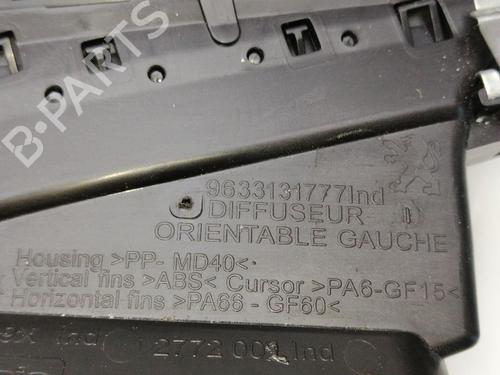 B-PARTS
9633131777Ind
DIFFUSEUR
ORIENTABLE GAUCHE
Housing >PP- MD40<
Vertical fins >ABS< Cursor >PA6-GF15<
Horizontal-fins >PA66 - GF60<
Ind 2772 001 Ind